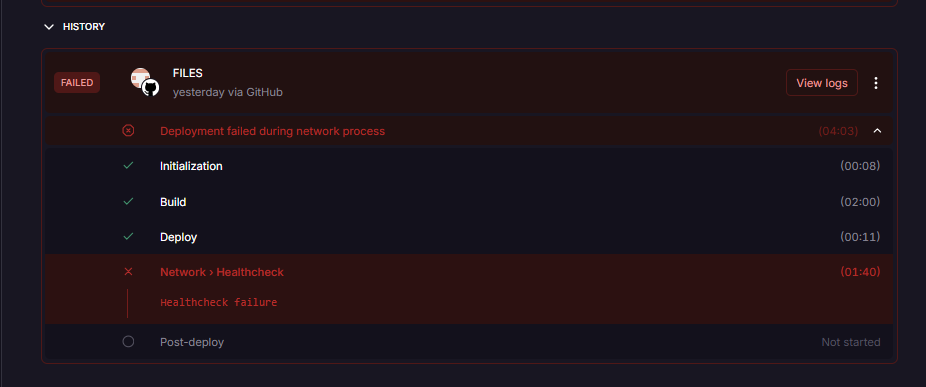 HISTORY
FAILED
FILES
yesterday via GitHub
View logs
Deployment failed during network process (04:03)
Initialization (00:08)
Build (02:00)
Deploy (00:11)
Network › Healthcheck (01:40)
Healthcheck failure
Post-deploy Not started